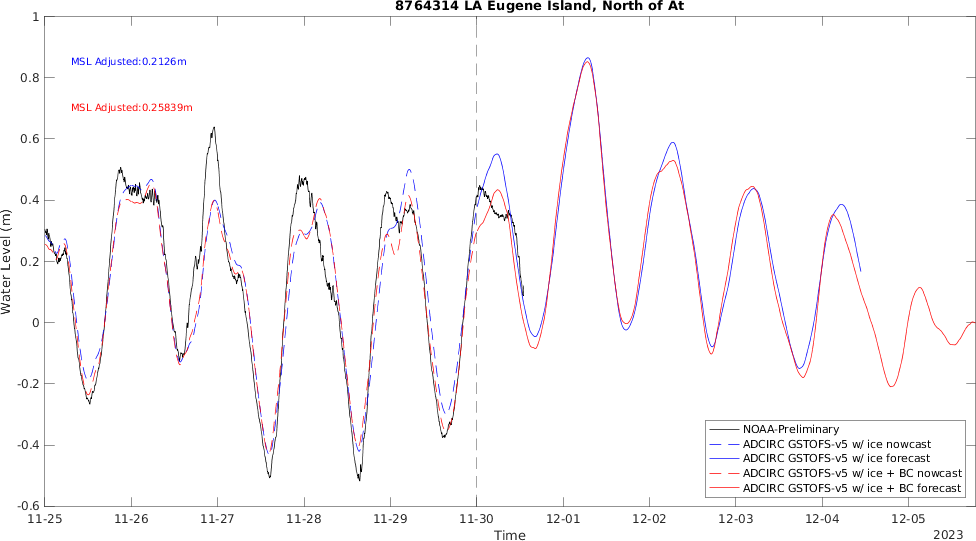 8764314 LA Eugene Island, North of At
MSL Adjusted:0.2126m
MSL Adjusted:0.25839m
Water Level (m)
1
0.8
0.6
0.4
0.2
0
-0.2
-0.4
-0.6
NOAA-Preliminary
ADCIRC GSTOFS-v5 w/ ice nowcast
ADCIRC GSTOFS-v5 w/ ice forecast
ADCIRC GSTOFS-v5 w/ ice + BC nowcast
ADCIRC GSTOFS-v5 w/ ice + BC forecast
11-25 11-26 11-27 11-28 11-29 11-30 12-01 12-02 12-03 12-04 12-05
Time
2023